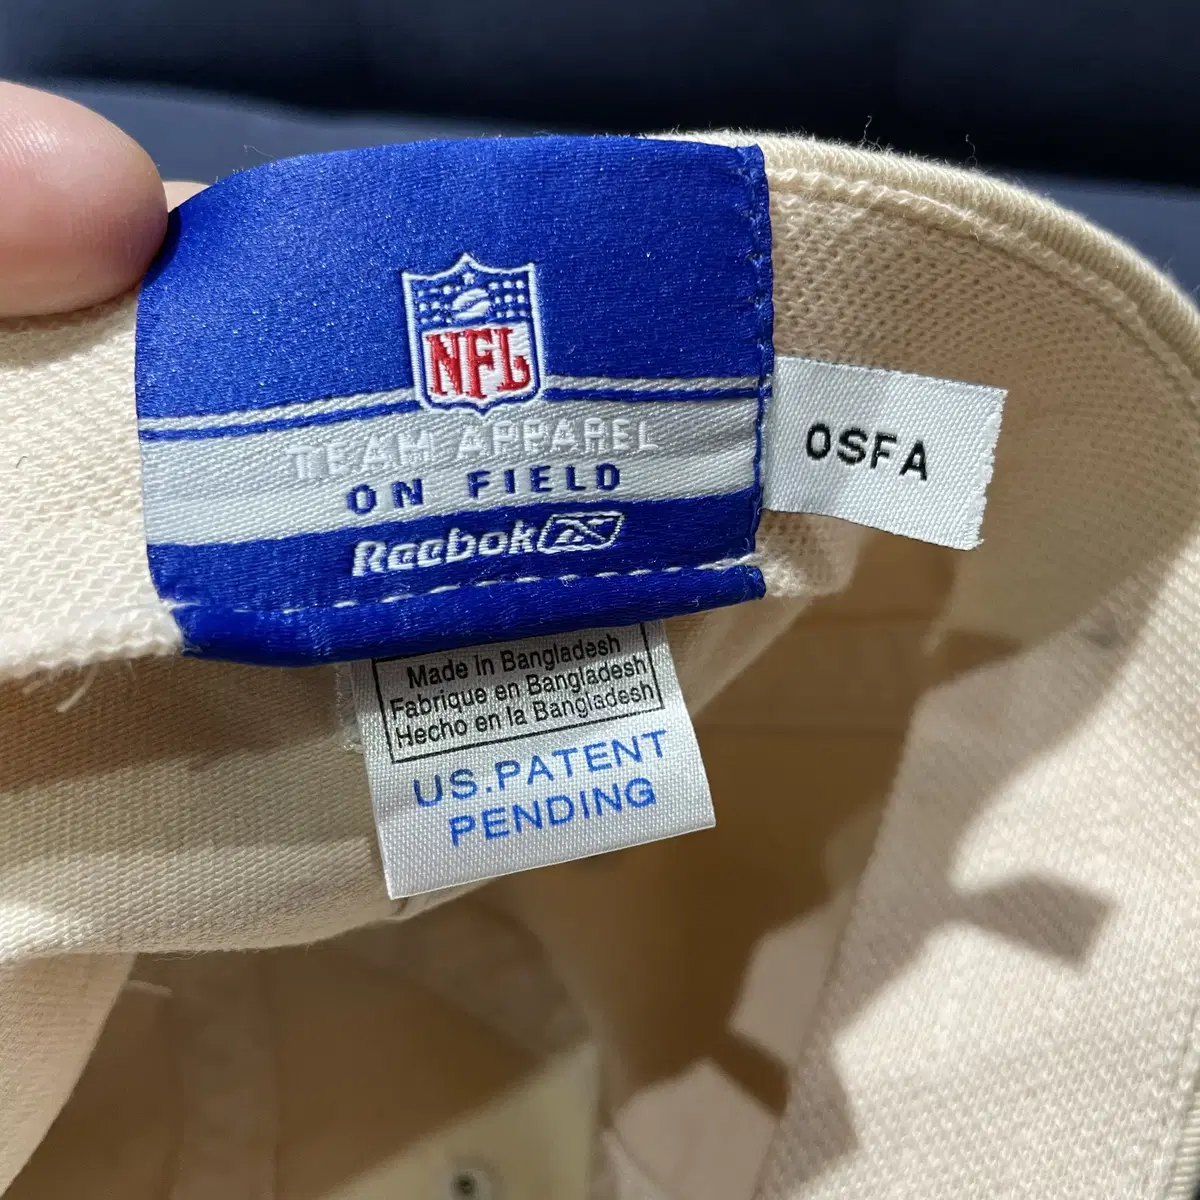 NFL
TEAM APPAREL
ON FIELD
Reebok
OSFA
Made In Bangladesh
Fabrique en Bangladesh
Hecho en la Bangladesh
US.PATENT
PENDING